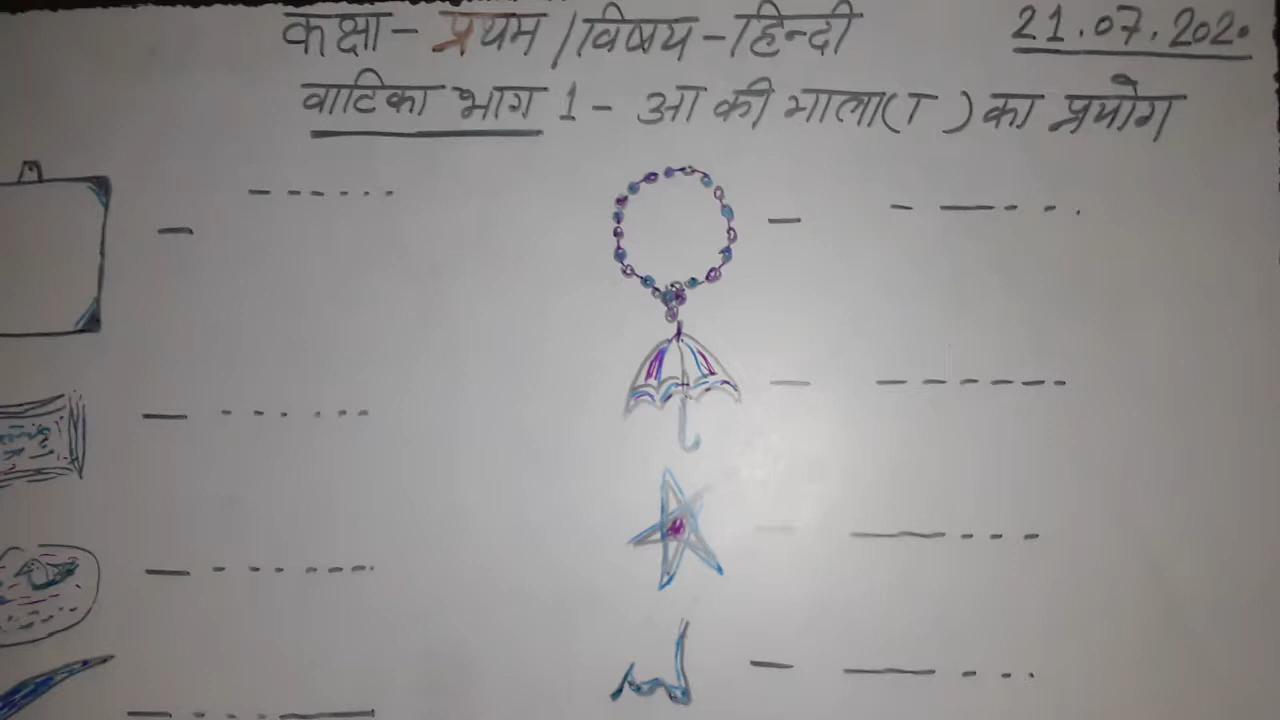 कक्षा- प्रथम /विषय-हिन्दी 21.07.2020
वाटिका भाग 1 - आ की माला(ा ) का प्रयोग